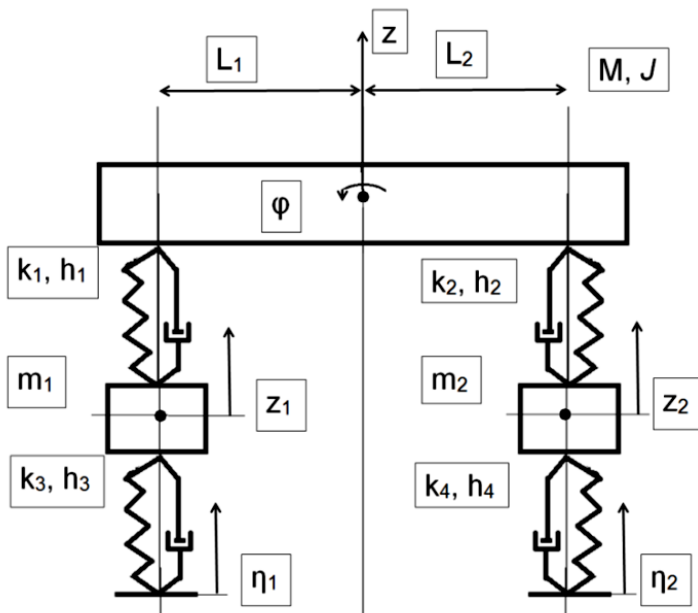 z
L₁
L₂
M, J
φ
k₁, h₁
k₂, h₂
m₁
z₁
m₂
z₂
k₃, h₃
k₄, h₄
η₁
η₂